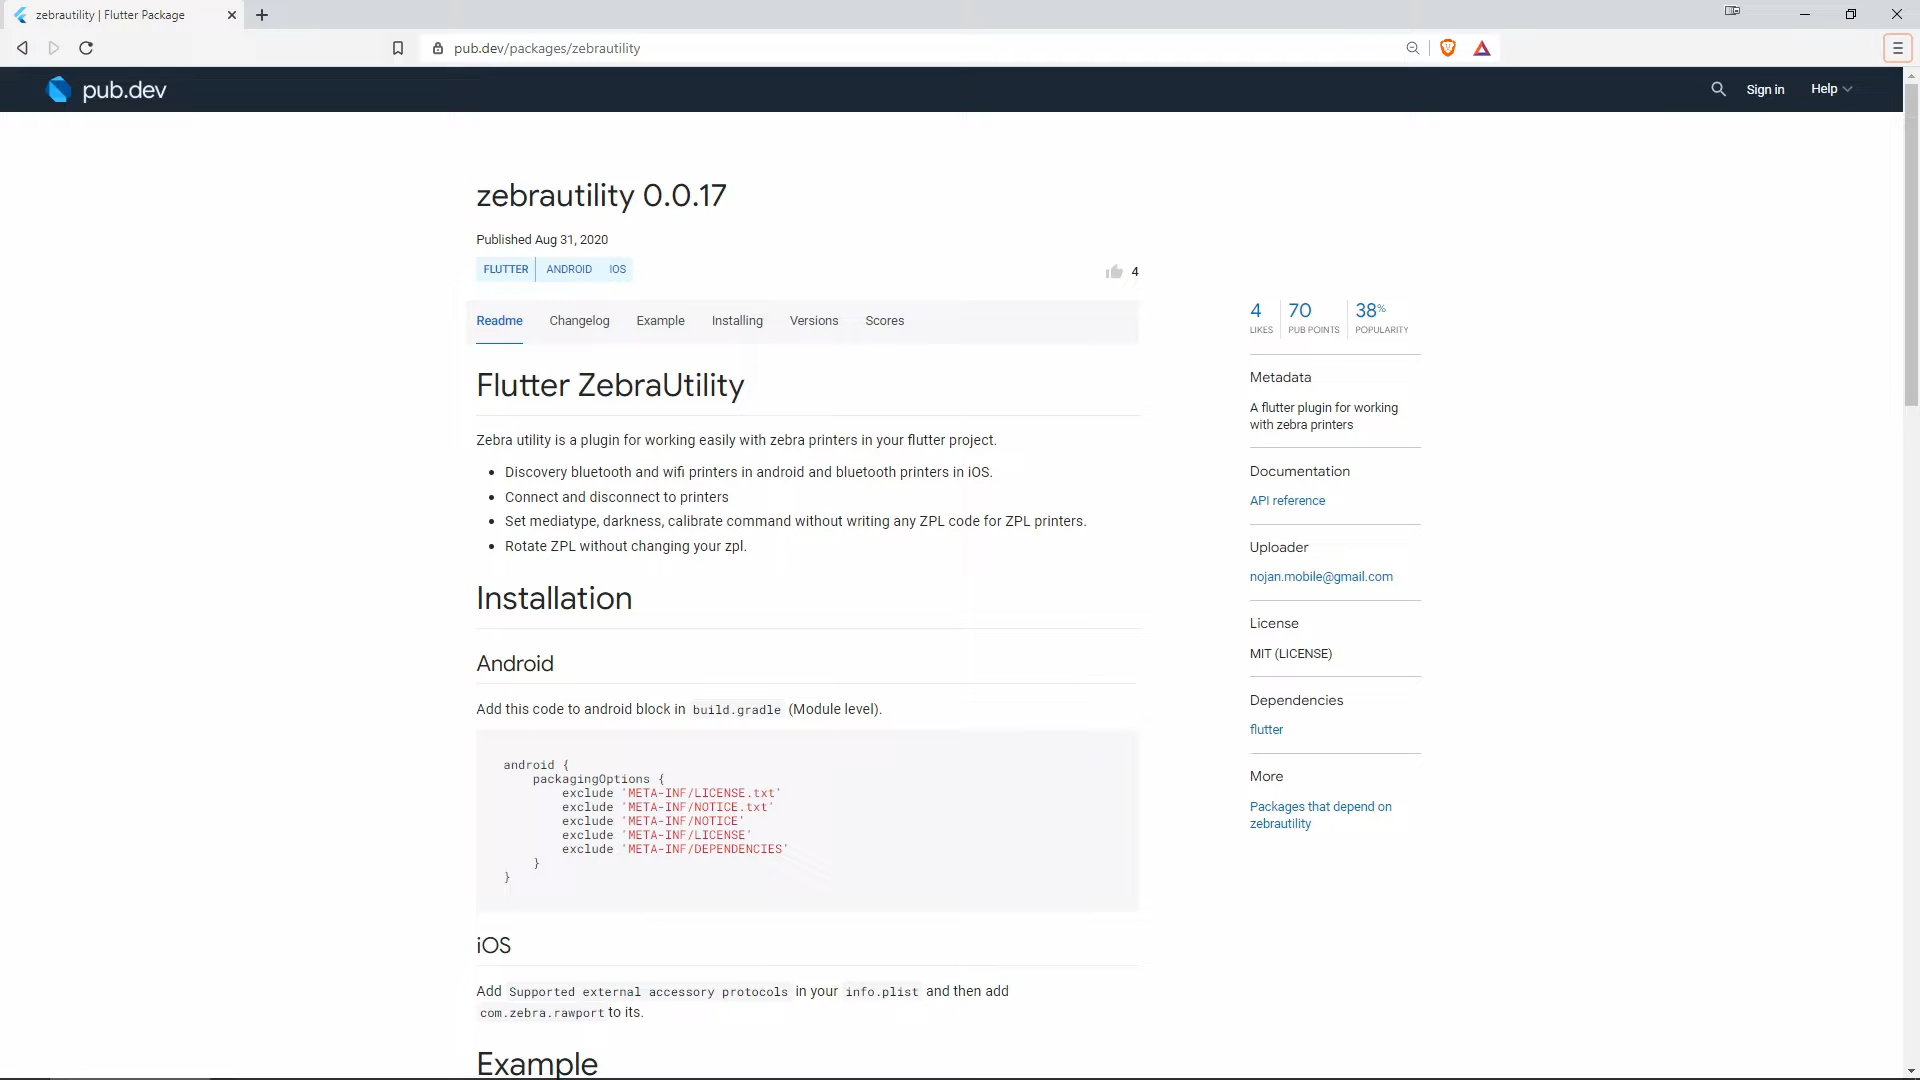 zebrautility | Flutter Package
pub.dev/packages/zebrautility
pub.dev
Sign in
Help
zebrautility 0.0.17
Published Aug 31, 2020
FLUTTER
ANDROID
IOS
4
Readme
Changelog
Example
Installing
Versions
Scores
Flutter ZebraUtility
Zebra utility is a plugin for working easily with zebra printers in your flutter project.
Discovery bluetooth and wifi printers in android and bluetooth printers in iOS.
Connect and disconnect to printers
Set mediatype, darkness, calibrate command without writing any ZPL code for ZPL printers.
Rotate ZPL without changing your zpl.
Installation
Android
Add this code to android block in build.gradle (Module level).
android {
packagingOptions {
exclude 'META-INF/LICENSE.txt'
exclude 'META-INF/NOTICE.txt'
exclude 'META-INF/NOTICE'
exclude 'META-INF/LICENSE'
exclude 'META-INF/DEPENDENCIES'
}
}
iOS
Add Supported external accessory protocols in your info.plist and then add
com.zebra.rawport to its.
Example
4
70
38%
LIKES
PUB POINTS
POPULARITY
Metadata
A flutter plugin for working
with zebra printers
Documentation
API reference
Uploader
nojan.mobile@gmail.com
License
MIT (LICENSE)
Dependencies
flutter
More
Packages that depend on
zebrautility